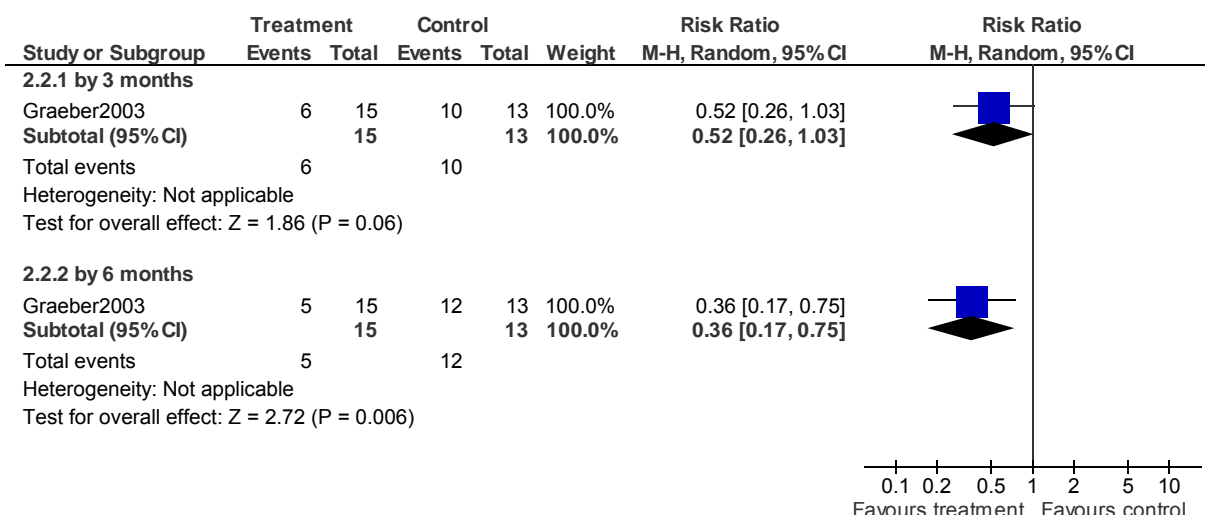 Treatment Control Risk Ratio Risk Ratio
Study or Subgroup Events Total Events Total Weight M-H, Random, 95% CI M-H, Random, 95% CI
2.2.1 by 3 months
Graeber2003 6 15 10 13 100.0% 0.52 [0.26, 1.03]
Subtotal (95% CI) 15 13 100.0% 0.52 [0.26, 1.03]
Total events 6 10
Heterogeneity: Not applicable
Test for overall effect: Z = 1.86 (P = 0.06)
2.2.2 by 6 months
Graeber2003 5 15 12 13 100.0% 0.36 [0.17, 0.75]
Subtotal (95% CI) 15 13 100.0% 0.36 [0.17, 0.75]
Total events 5 12
Heterogeneity: Not applicable
Test for overall effect: Z = 2.72 (P = 0.006)
0.1 0.2 0.5 1 2 5 10
Favours treatment Favours control